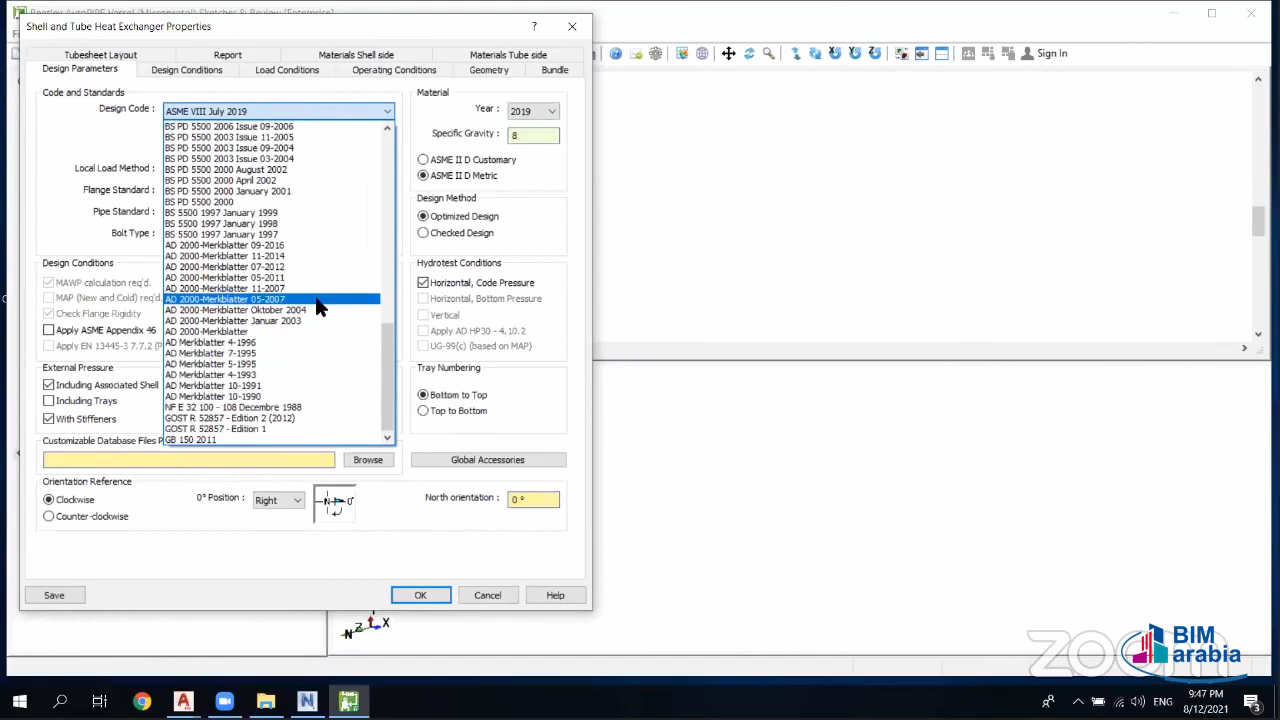 Bentley AutoPIPE Vessel (Microprotol) Sketcher & Review [Enterprise]
Shell and Tube Heat Exchanger Properties
?
Tubesheet Layout
Report
Materials Shell side
Materials Tube side
Design Parameters
Design Conditions
Load Conditions
Operating Conditions
Geometry
Bundle
Sign In
Code and Standards
Design Code :
ASME VIII July 2019
BS PD 5500 2006 Issue 09-2006
BS PD 5500 2003 Issue 11-2005
BS PD 5500 2003 Issue 09-2004
BS PD 5500 2003 Issue 03-2004
BS PD 5500 2000 August 2002
BS PD 5500 2000 April 2002
BS PD 5500 2000 January 2001
BS PD 5500 2000
BS 5500 1997 January 1999
BS 5500 1997 January 1998
BS 5500 1997 January 1997
AD 2000-Merkblatter 09-2016
AD 2000-Merkblatter 11-2014
AD 2000-Merkblatter 07-2012
AD 2000-Merkblatter 05-2011
AD 2000-Merkblatter 11-2007
AD 2000-Merkblatter 05-2007
AD 2000-Merkblatter Oktober 2004
AD 2000-Merkblatter Januar 2003
AD 2000-Merkblatter
AD Merkblatter 4-1996
AD Merkblatter 7-1995
AD Merkblatter 5-1995
AD Merkblatter 4-1993
AD Merkblatter 10-1991
AD Merkblatter 10-1990
NF E 32 100 - 108 Decembre 1988
GOST R 52857 - Edition 2 (2012)
GOST R 52857 - Edition 1
GB 150 2011
Local Load Method :
Flange Standard :
Pipe Standard :
Bolt Type :
Design Conditions
MAWP calculation req'd.
MAP (New and Cold) req'd
Check Flange Rigidity
Apply ASME Appendix 46
Apply EN 13445-3 7.7.2 (P
External Pressure
Including Associated Shell
Including Trays
With Stiffeners
Customizable Database Files P
Browse
Orientation Reference
Clockwise
Counter-clockwise
0° Position :
Right
N
0°
Material
Year :
2019
Specific Gravity :
8
ASME II D Customary
ASME II D Metric
Design Method
Optimized Design
Checked Design
Hydrotest Conditions
Horizontal, Code Pressure
Horizontal, Bottom Pressure
Vertical
Apply AD HP30 - 4.10.2
UG-99(c) (based on MAP)
Tray Numbering
Bottom to Top
Top to Bottom
Global Accessories
North orientation :
0 °
Save
OK
Cancel
Help
N
Z
X
zoom
BIM
arabia
ENG
9:47 PM
8/12/2021
3